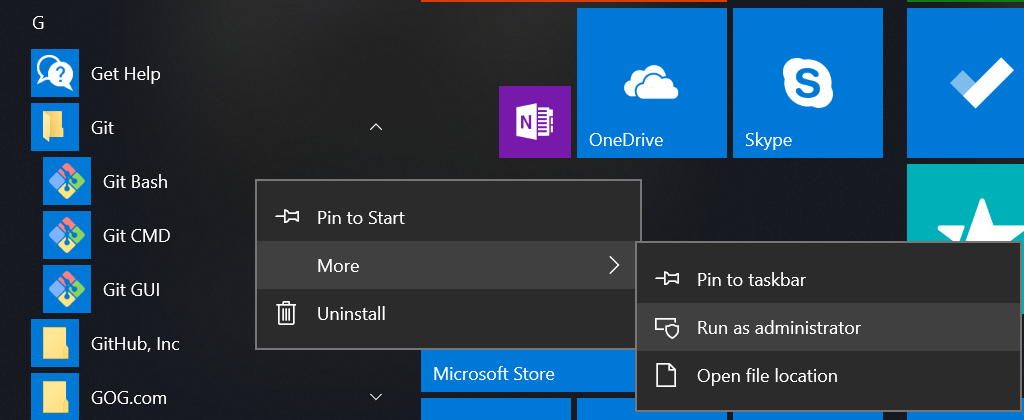 G
Get Help
Git
Git Bash
Git CMD
Git GUI
GitHub, Inc
GOG.com
N
OneDrive
S
Skype
Pin to Start
More
Uninstall
Pin to taskbar
Run as administrator
Open file location
Microsoft Store